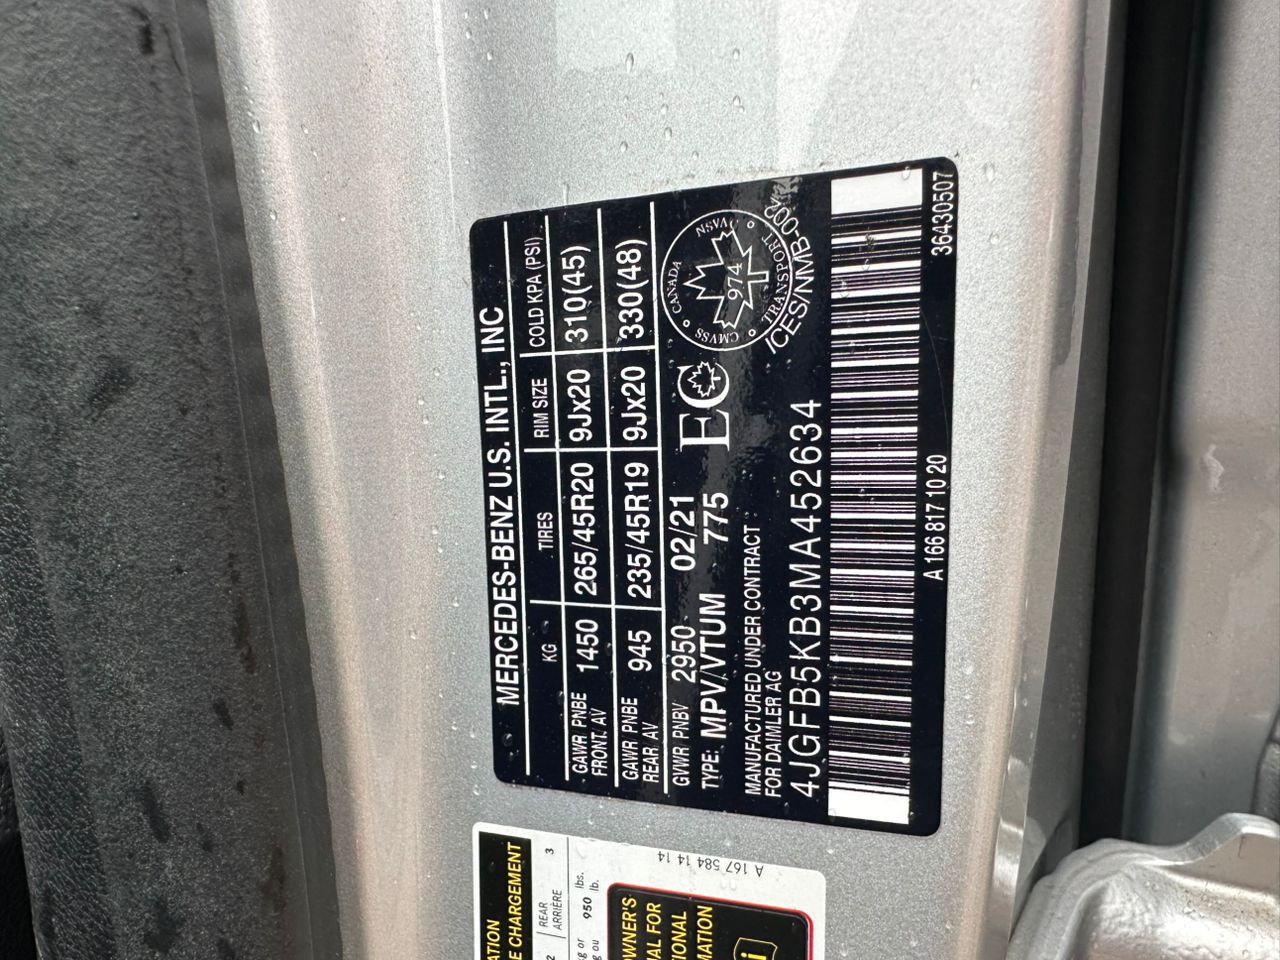 MERCEDES-BENZ U.S. INTL., INC
KG TIRES RIM SIZE COLD KPA (PSI)
GAWR PNBE FRONT. AV 1450 265/45R20 9Jx20 310(45)
GAWR PNBE REAR AV 945 235/45R19 9Jx20 330(48)
GVWR PNBV 2950 02/21
TYPE: MPV/VTUM 775 EC
CANADA CMVSS NVASN TRANSPORT 974
ICES/NMB-002
MANUFACTURED UNDER CONTRACT
FOR DAIMLER AG
4JGFB5KB3MA452634
A 166 817 10 20 36430507
E CHARGEMENT
REAR ARRIÈRE 3
950 lbs.
ou lb.
A 167 584 14 14